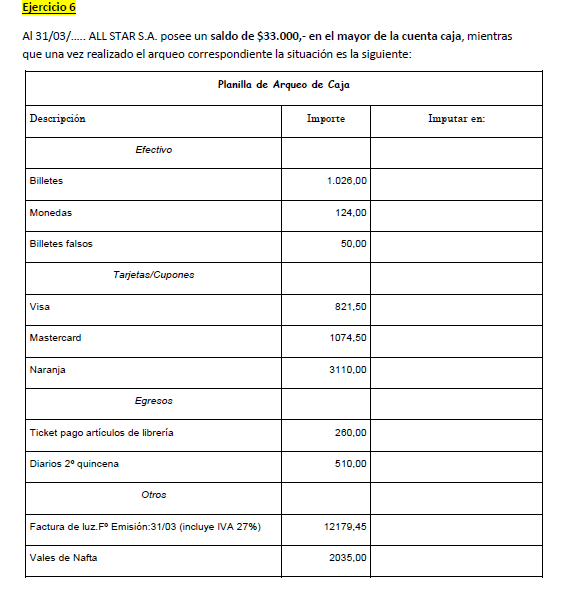 Ejercicio 6
Al 31/03/..... ALL STAR S.A. posee un saldo de $33.000,- en el mayor de la cuenta caja, mientras
que una vez realizado el arqueo correspondiente la situación es la siguiente:
Planilla de Arqueo de Caja
Descripción Importe Imputar en:
Efectivo
Billetes 1.026,00
Monedas 124,00
Billetes falsos 50,00
Tarjetas/Cupones
Visa 821,50
Mastercard 1074,50
Naranja 3110,00
Egresos
Ticket pago artículos de librería 260,00
Diarios 2º quincena 510,00
Otros
Factura de luz.Fº Emisión:31/03 (incluye IVA 27%) 12179,45
Vales de Nafta 2035,00